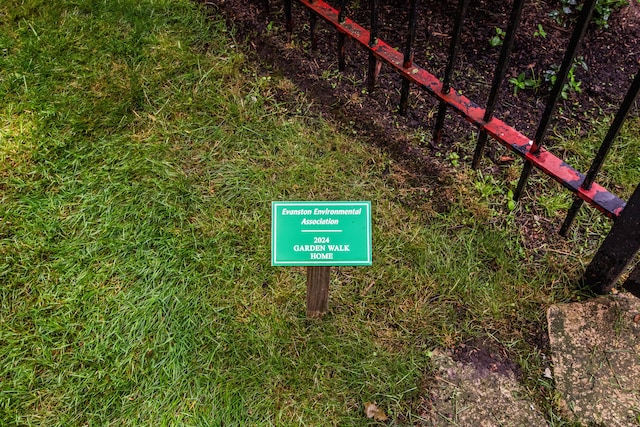 Evanston Environmental
Association
2024
GARDEN WALK
HOME